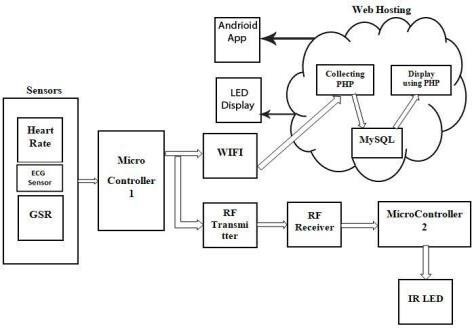 Web Hosting
Andrioid
App
Collecting
PHP
Display
using PHP
LED
Display
MySQL
Sensors
Heart
Rate
ECG
Sensor
GSR
Micro
Controller
1
WIFI
RF
Transmi
tter
RF
Receiver
MicroController
2
IR LED